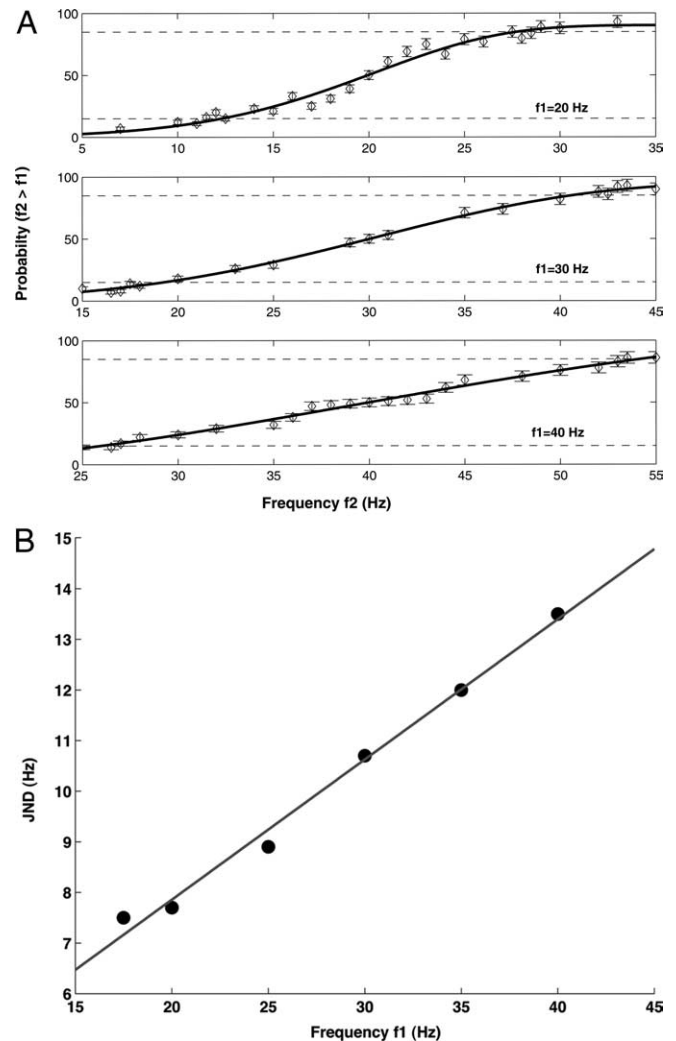 A
100
50
0
f1=20 Hz
5 10 15 20 25 30 35
Probabilty (f2 > f1)
100
50
0
f1=30 Hz
15 20 25 30 35 40 45
100
50
0
f1=40 Hz
25 30 35 40 45 50 55
Frequency f2 (Hz)
B
15
14
13
12
11
10
9
8
7
6
JND (Hz)
15 20 25 30 35 40 45
Frequency f1 (Hz)